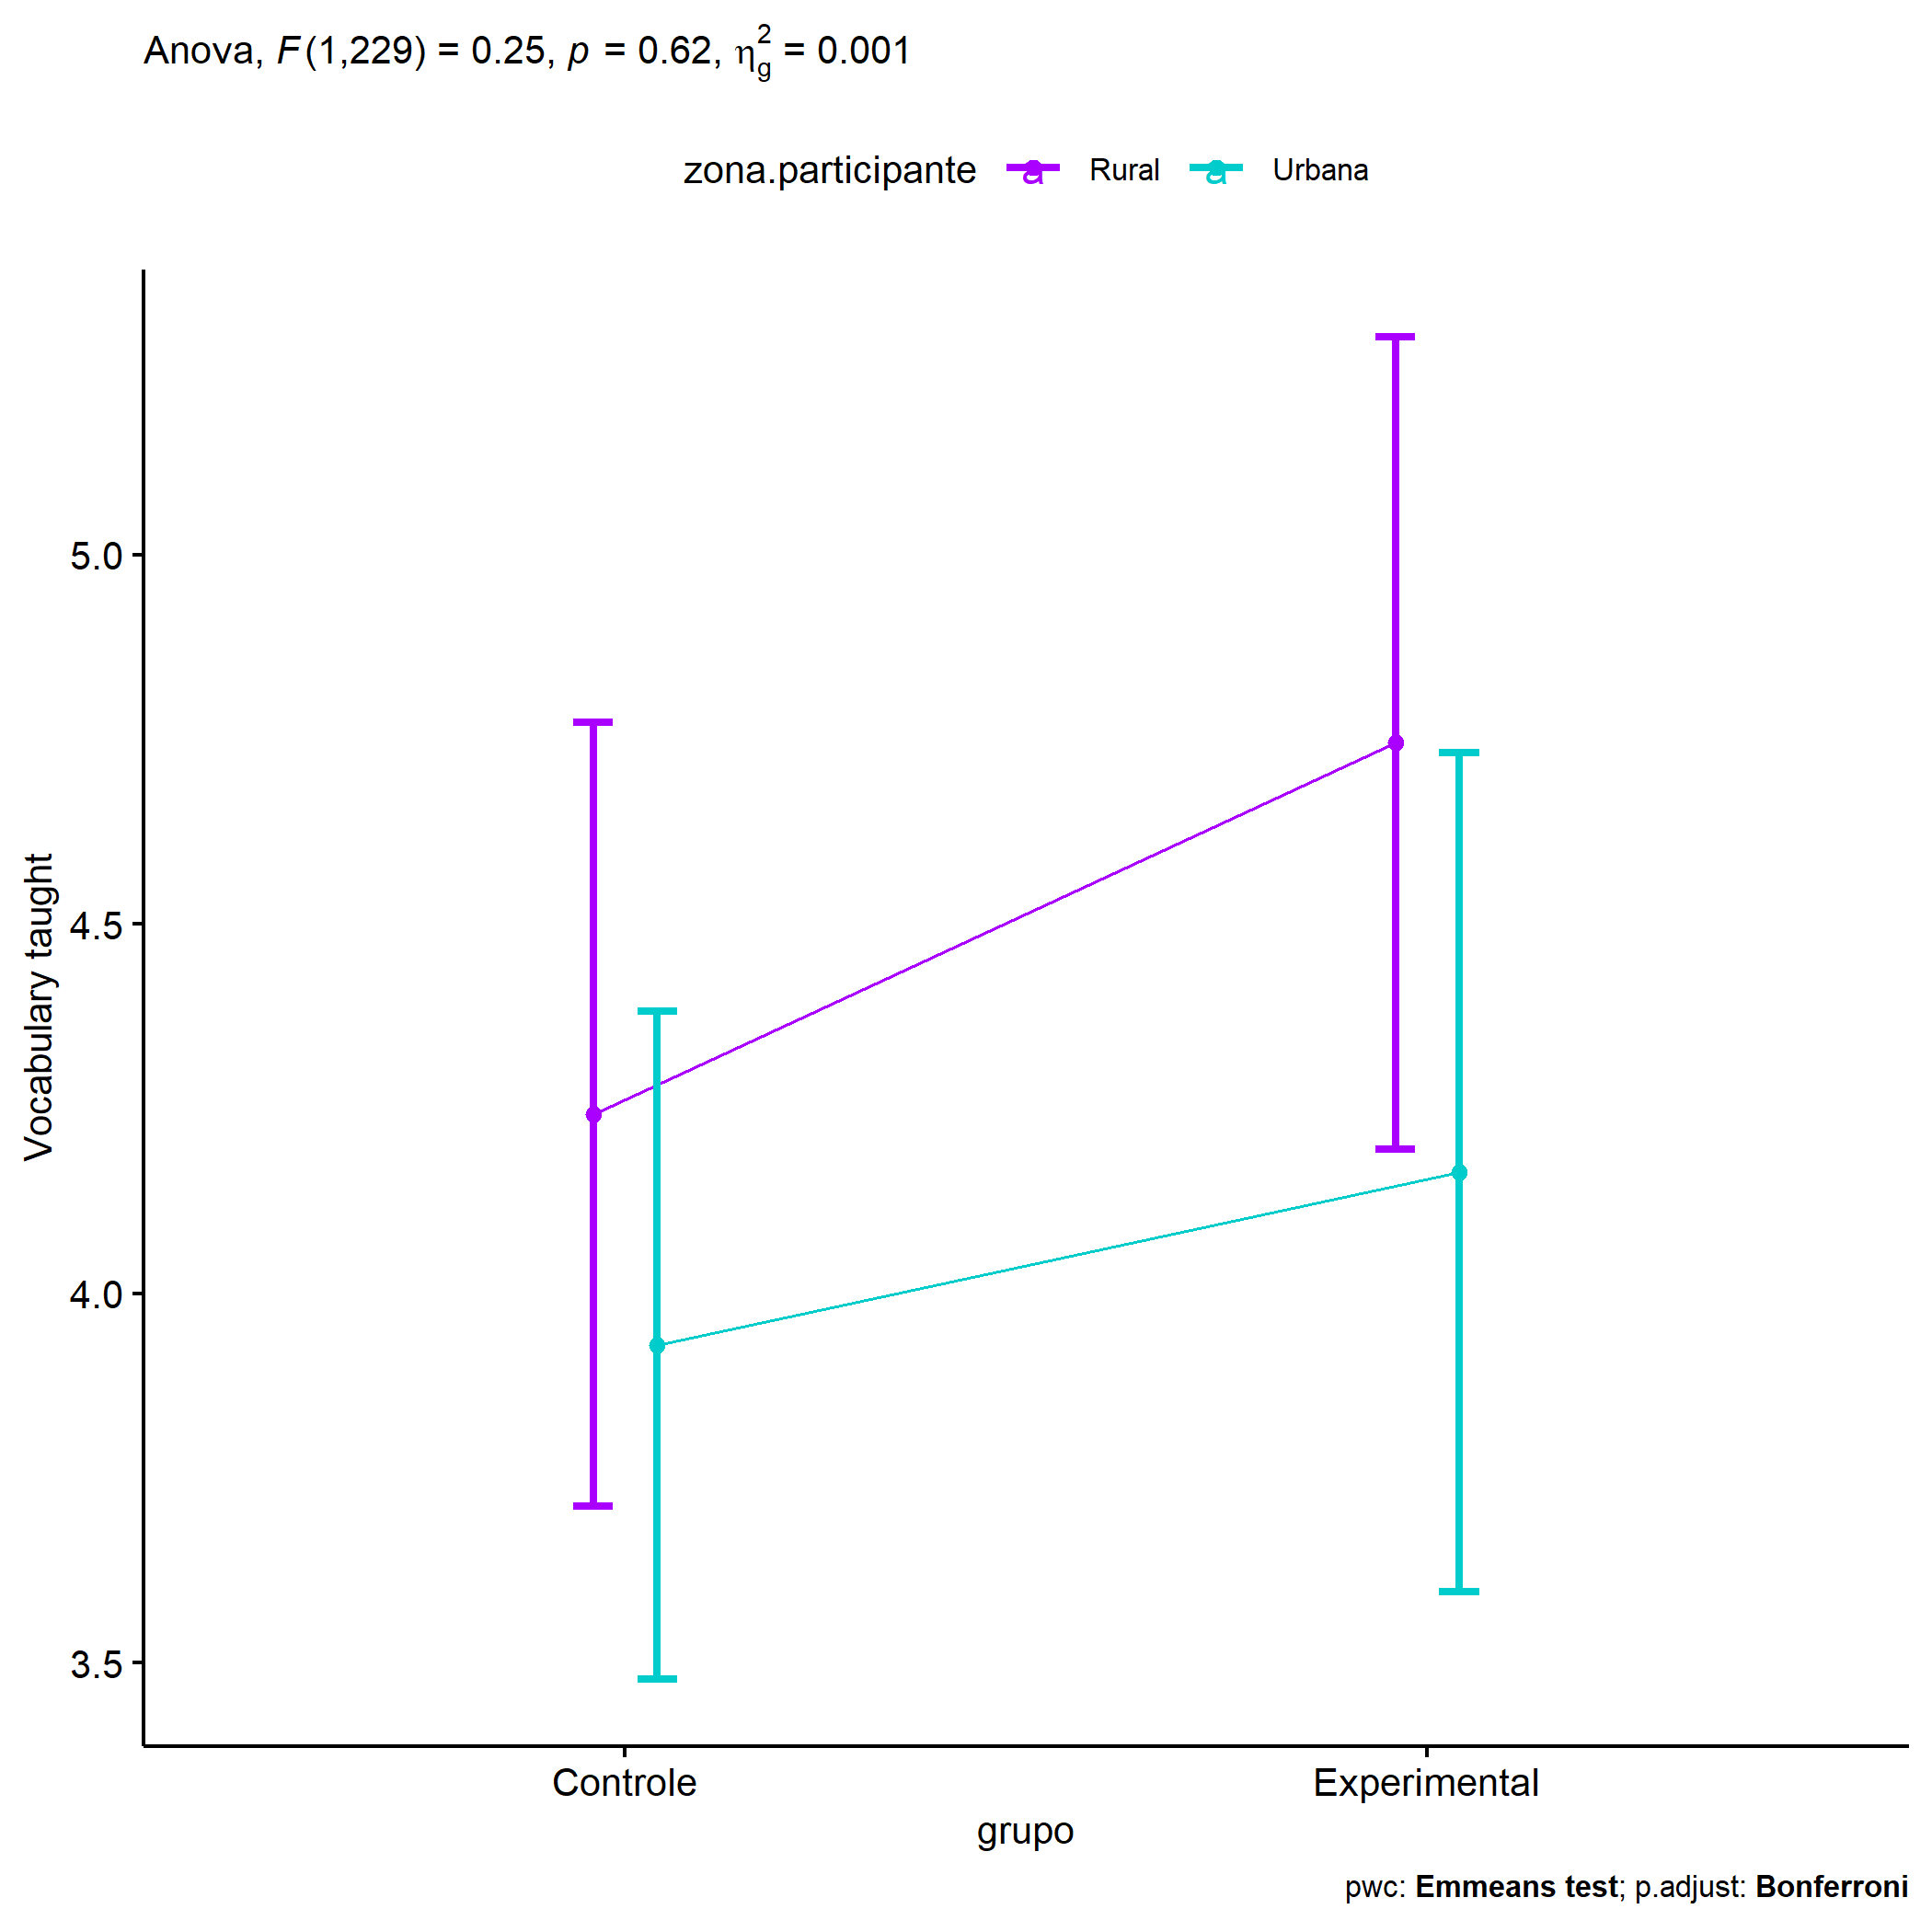 Anova, F(1,229) = 0.25, p = 0.62, η²g = 0.001
zona.participante a Rural a Urbana
5.0
4.5
4.0
3.5
Vocabulary taught
Controle Experimental
grupo
pwc: Emmeans test; p.adjust: Bonferroni